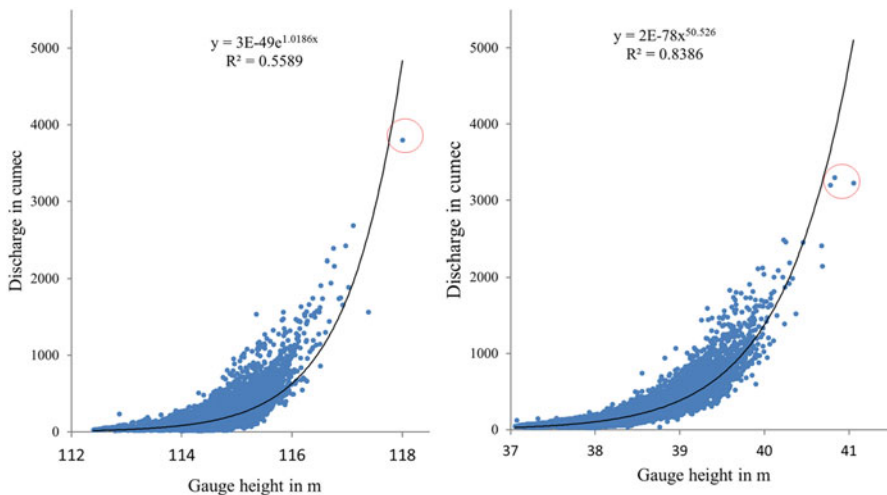 y = 3E-49e^1.0186x
R² = 0.5589
Discharge in cumec
5000
4000
3000
2000
1000
0
112
114
116
118
Gauge height in m
y = 2E-78x^50.526
R² = 0.8386
Discharge in cumec
5000
4000
3000
2000
1000
0
37
38
39
40
41
Gauge height in m